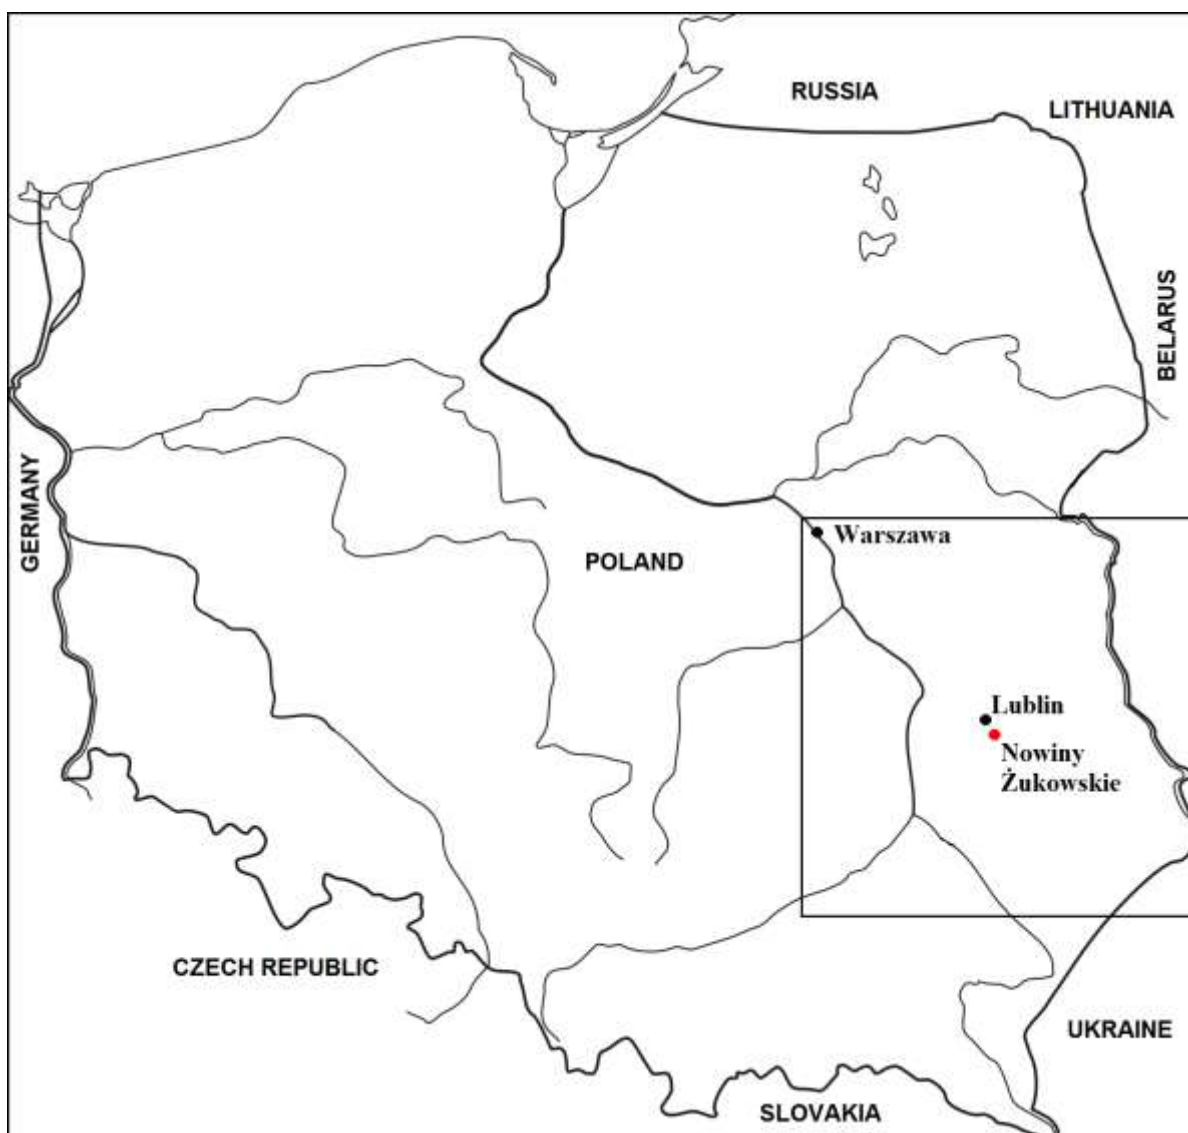 RUSSIA
LITHUANIA
BELARUS
GERMANY
Warszawa
POLAND
Lublin
Nowiny
Żukowskie
CZECH REPUBLIC
UKRAINE
SLOVAKIA